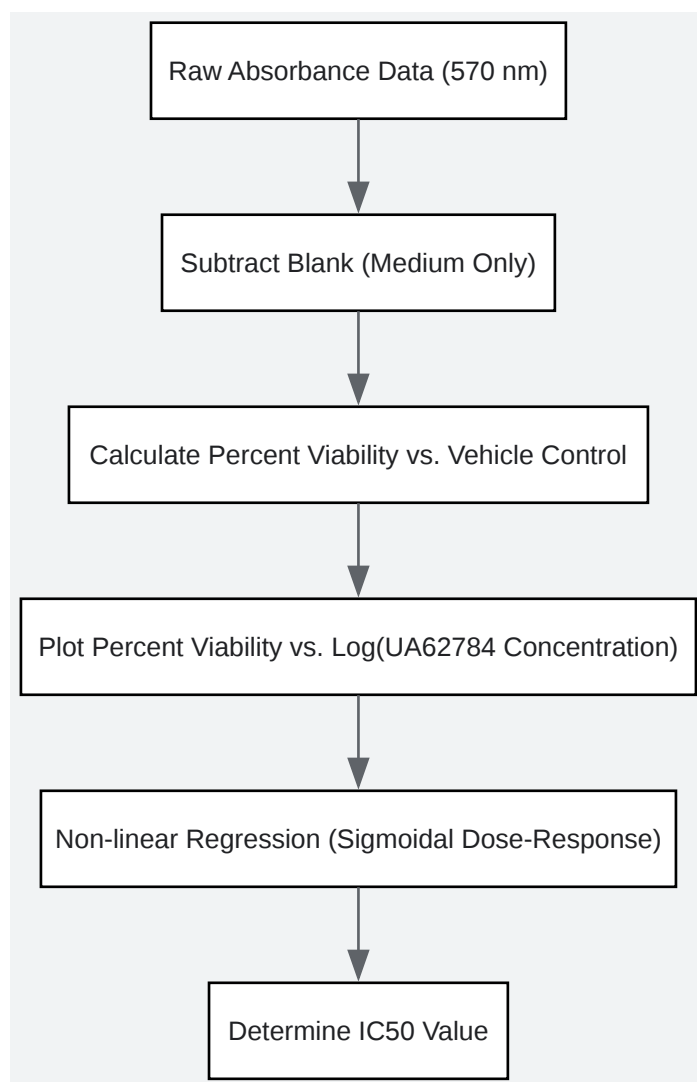 Raw Absorbance Data (570 nm)
Subtract Blank (Medium Only)
Calculate Percent Viability vs. Vehicle Control
Plot Percent Viability vs. Log(UA62784 Concentration)
Non-linear Regression (Sigmoidal Dose-Response)
Determine IC50 Value